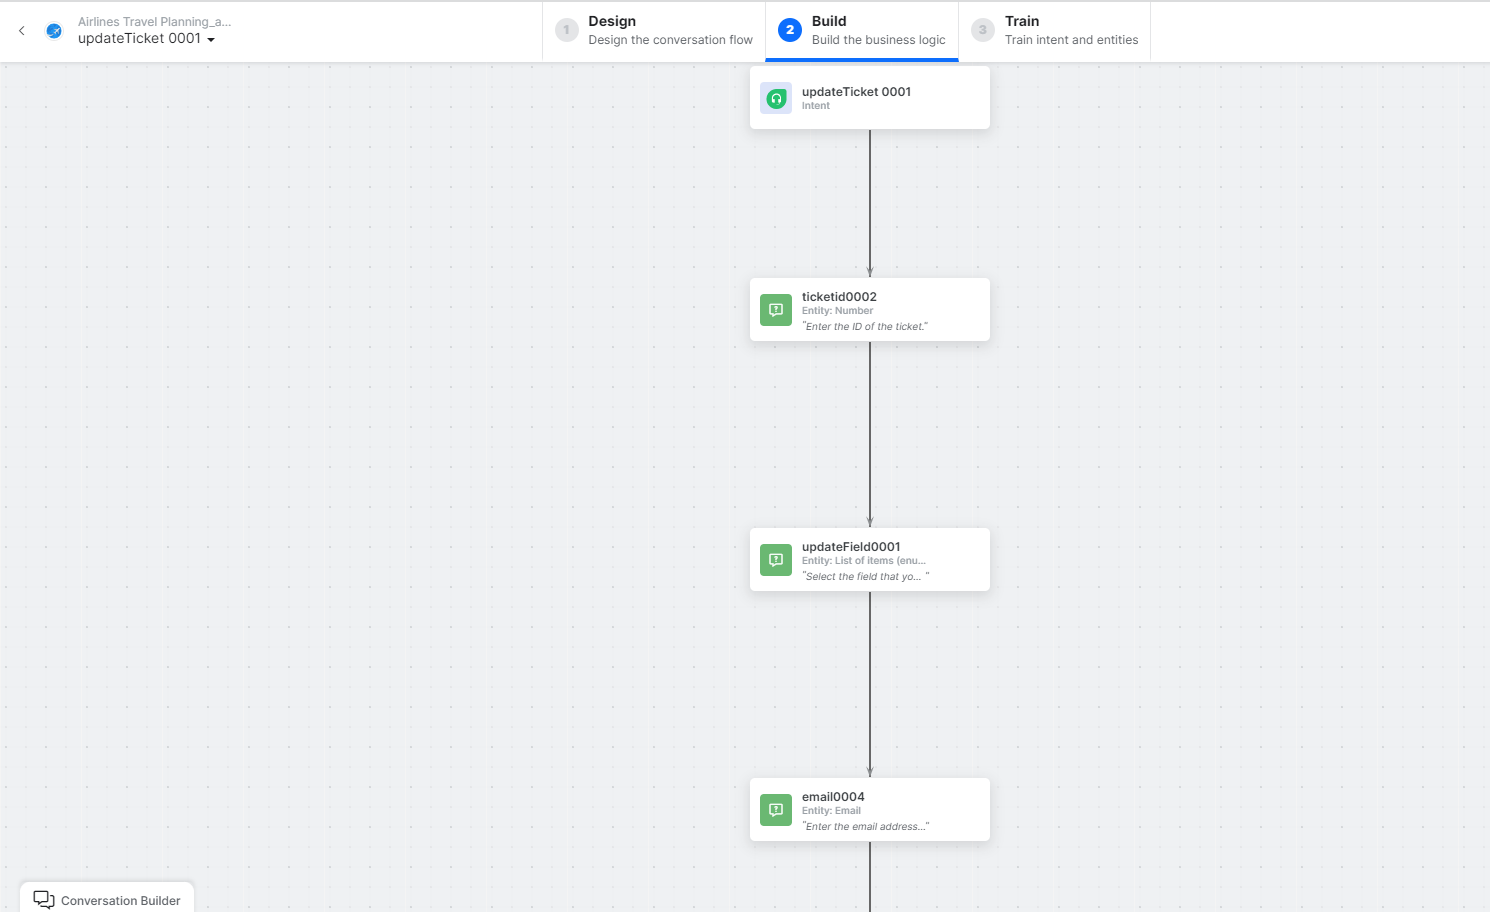 Airlines Travel Planning_a...
updateTicket 0001
1
Design
Design the conversation flow
2
Build
Build the business logic
3
Train
Train intent and entities
updateTicket 0001
Intent
ticketid0002
Entity: Number
"Enter the ID of the ticket."
updateField0001
Entity: List of items (enu...
"Select the field that yo... "
email0004
Entity: Email
"Enter the email address..."
Conversation Builder